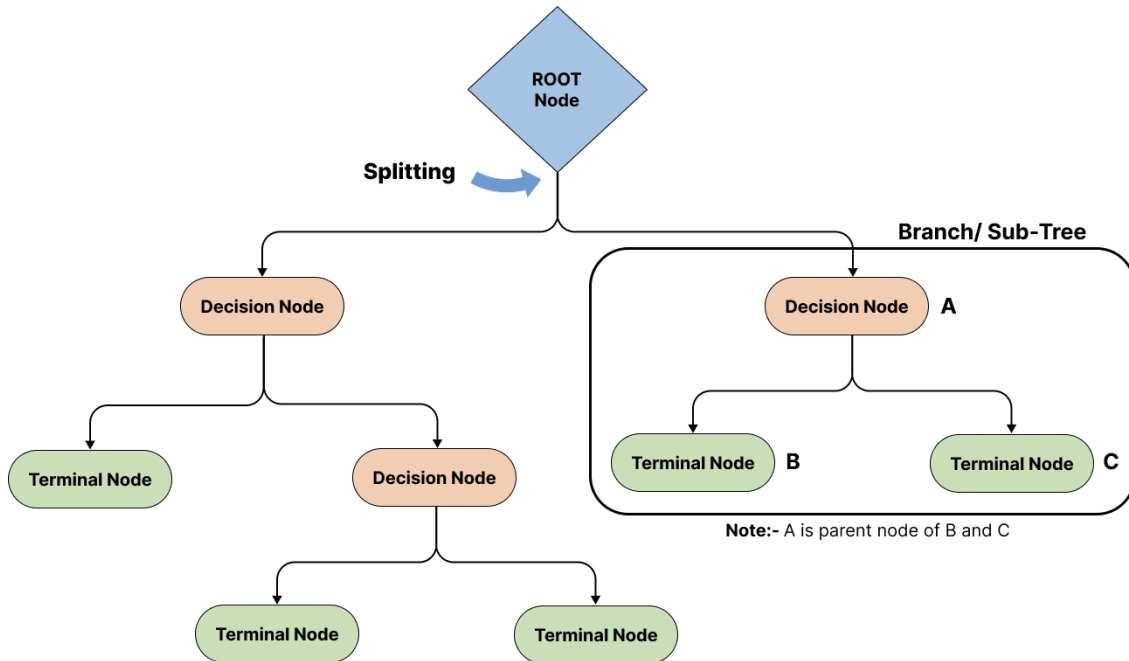 ROOT
Node
Splitting
Branch/ Sub-Tree
Decision Node
Decision Node
A
Terminal Node
Decision Node
Terminal Node
B
Terminal Node
C
Note:- A is parent node of B and C
Terminal Node
Terminal Node